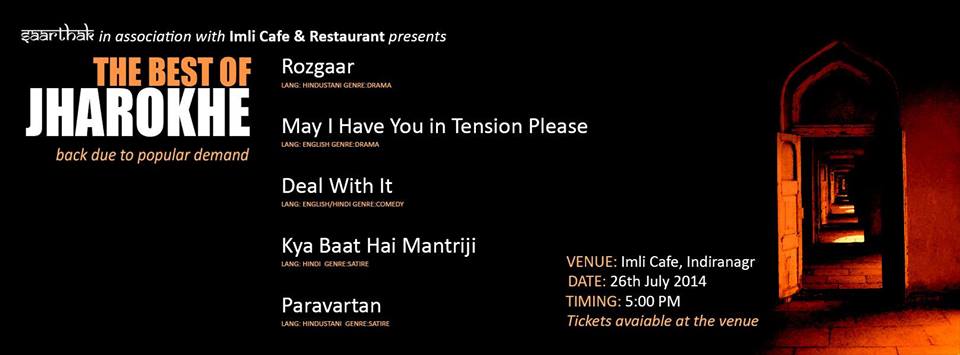 saarthak in association with Imli Cafe & Restaurant presents
THE BEST OF
JHAROKHE
back due to popular demand
Rozgaar
LANG: HINDUSTANI GENRE:DRAMA
May I Have You in Tension Please
LANG: ENGLISH GENRE:DRAMA
Deal With It
LANG: ENGLISH/HINDI GENRE:COMEDY
Kya Baat Hai Mantriji
LANG: HINDI GENRE:SATIRE
Paravartan
LANG: HINDUSTANI GENRE:SATIRE
VENUE: Imli Cafe, Indiranagr
DATE: 26th July 2014
TIMING: 5:00 PM
Tickets avaiable at the venue